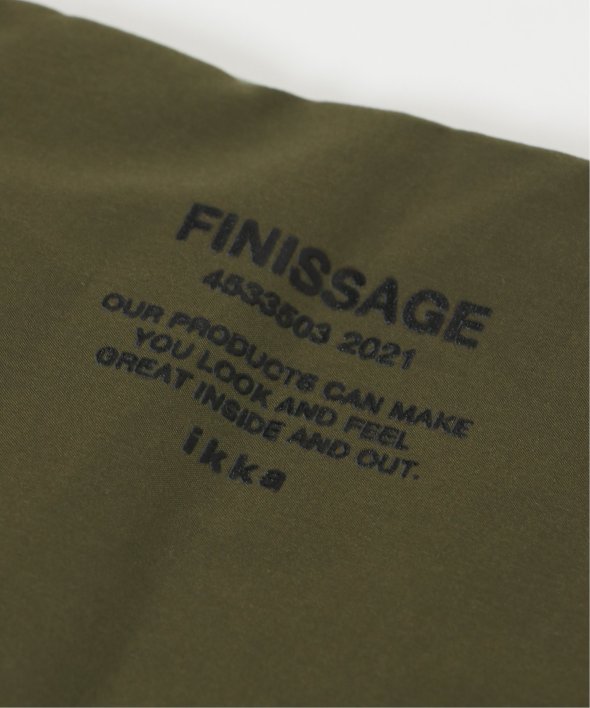 FINISSAGE
4533503 2021
OUR PRODUCTS CAN MAKE
YOU LOOK AND FEEL
GREAT INSIDE AND OUT.
ikka